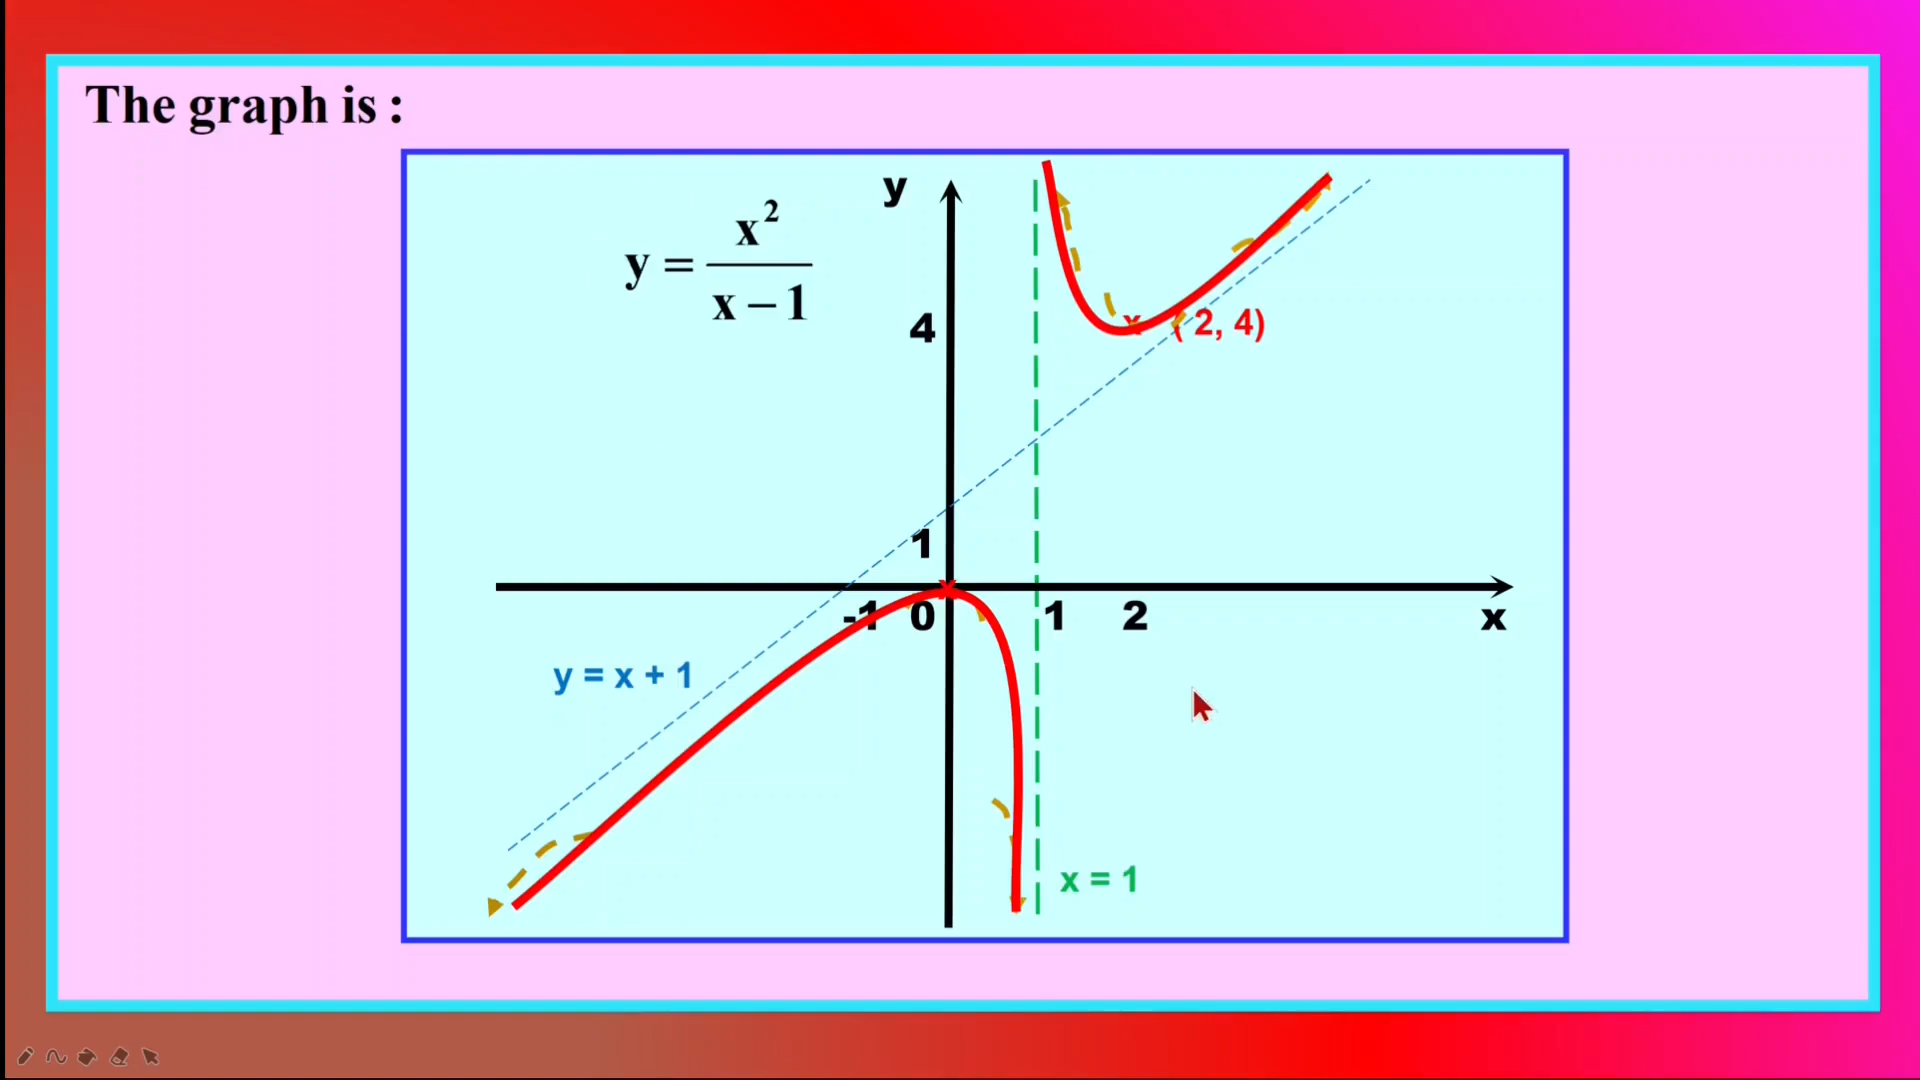 The graph is :
y
y = x² / x – 1
4
x ( 2, 4)
1
x
-1 0 1 2 x
y = x + 1
x = 1